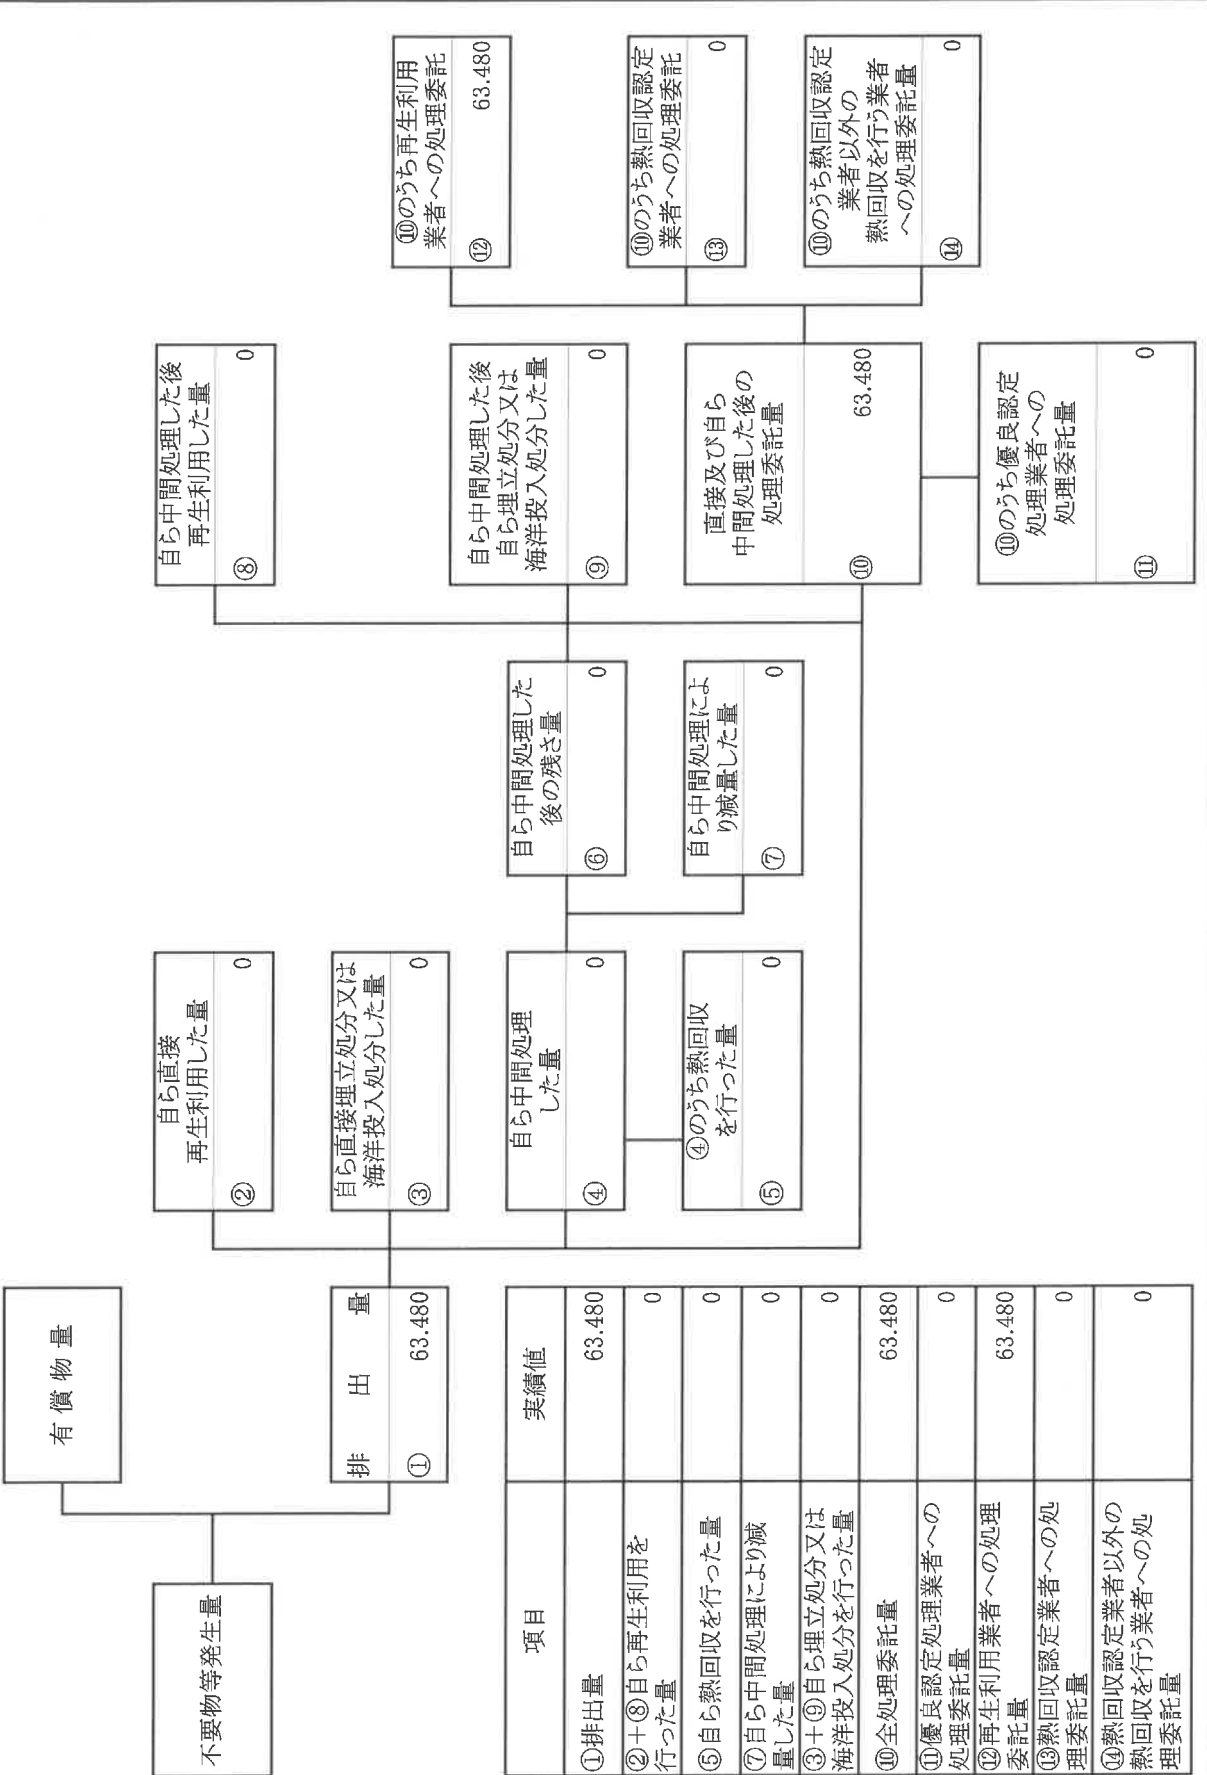 不要物等発生量
有償物量
排出量
① 63.480
自ら直接
再生利用した量
② 0
自ら直接埋立処分又は
海洋投入処分した量
③ 0
自ら中間処理
した量
④ 0
④のうち熱回収
を行った量
⑤ 0
自ら中間処理した
後の残さ量
⑥ 0
自ら中間処理によ
り減量した量
⑦ 0
自ら中間処理した後
再生利用した量
⑧ 0
自ら中間処理した後
自ら埋立処分又は
海洋投入処分した量
⑨ 0
直接及び自ら
中間処理した後の
処理委託量
⑩ 63.480
⑩のうち優良認定
処理業者への
処理委託量
⑪ 0
⑩のうち再生利用
業者への処理委託
⑫ 63.480
⑩のうち熱回収認定
業者への処理委託
⑬ 0
⑩のうち熱回収認定
業者以外の
熱回収を行う業者
への処理委託量
⑭ 0
項目 実績値
①排出量 63.480
②+⑧自ら再生利用を
行った量 0
⑤自ら熱回収を行った量 0
⑦自ら中間処理により減
量した量 0
③+⑨自ら埋立処分又は
海洋投入処分を行った量 0
⑩全処理委託量 63.480
⑪優良認定処理業者への
処理委託量 0
⑫再生利用業者への処理
委託量 63.480
⑬熱回収認定業者への処
理委託量 0
⑭熱回収認定業者以外の
熱回収を行う業者への処
理委託量 0